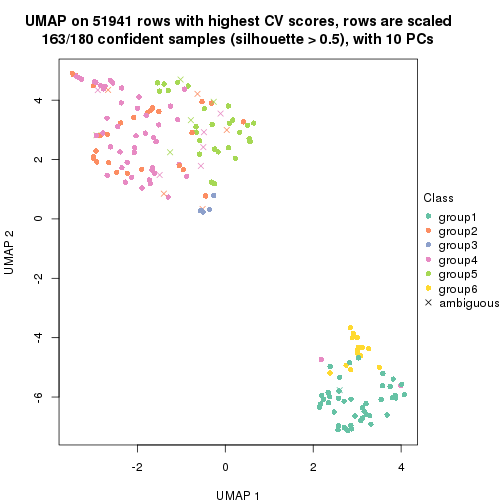 UMAP on 51941 rows with highest CV scores, rows are scaled
163/180 confident samples (silhouette > 0.5), with 10 PCs
4
2
0
-2
-4
-6
UMAP 2
-2
0
2
4
UMAP 1
Class
group1
group2
group3
group4
group5
group6
ambiguous